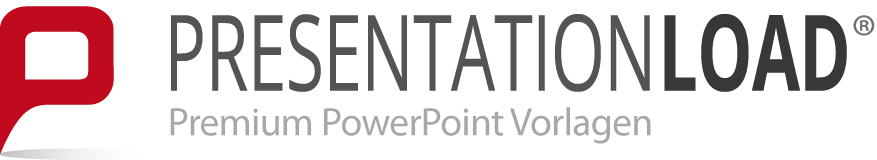 PRESENTATIONLOAD®
Premium PowerPoint Vorlagen